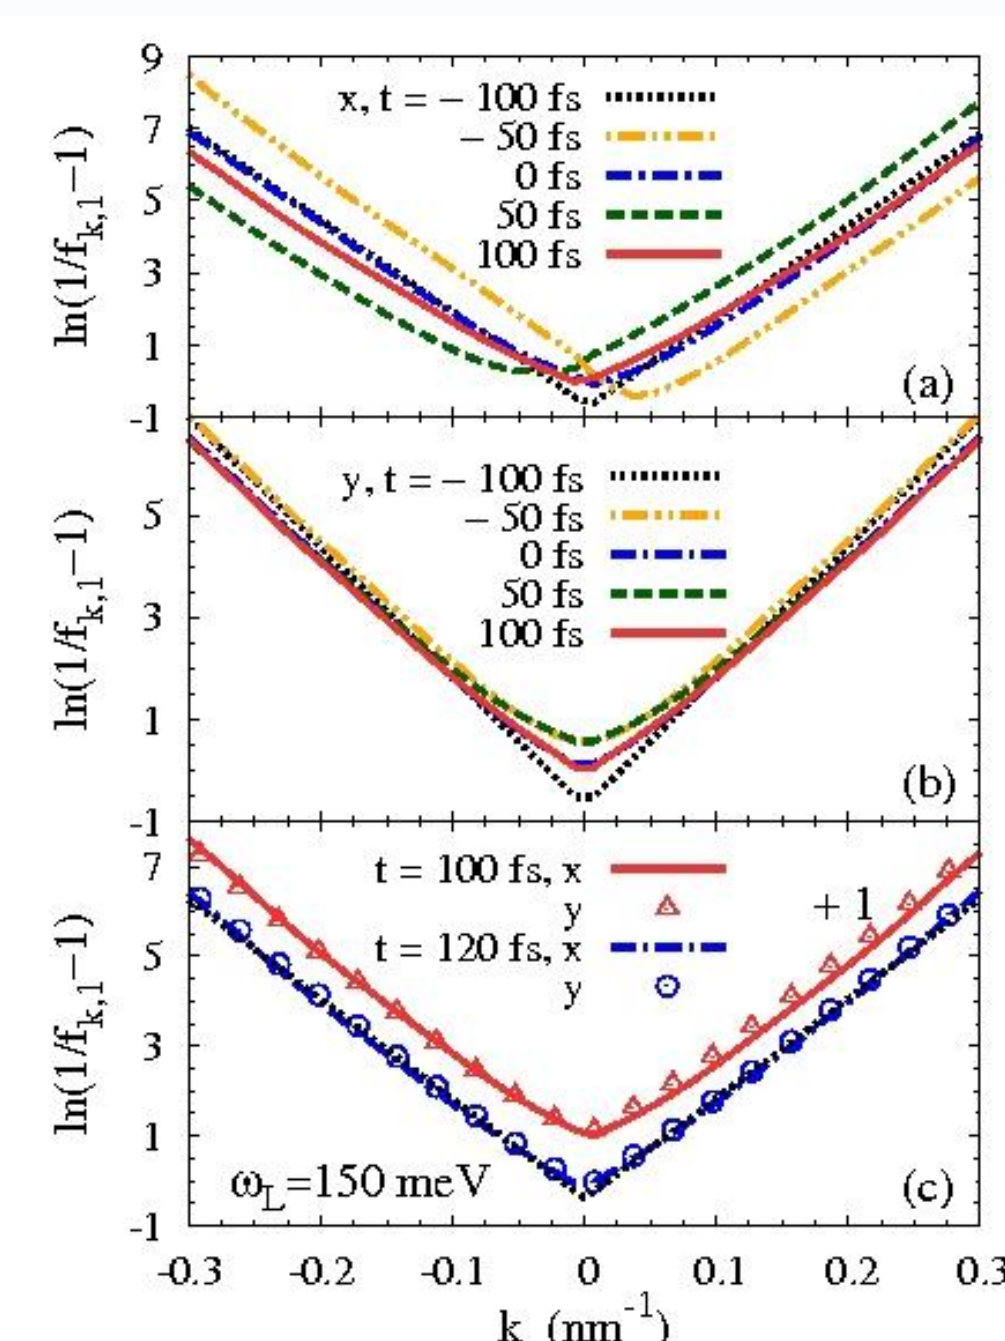 9
7
5
3
1
-1
ln(1/f_k,1−1)
x, t = − 100 fs
− 50 fs
0 fs
50 fs
100 fs
(a)
5
3
1
-1
ln(1/f_k,1−1)
y, t = − 100 fs
− 50 fs
0 fs
50 fs
100 fs
(b)
7
5
3
1
-1
ln(1/f_k,1−1)
t = 100 fs, x
y
t = 120 fs, x
y
+ 1
ω_L=150 meV
(c)
-0.3 -0.2 -0.1 0 0.1 0.2 0.3
k (nm⁻¹)